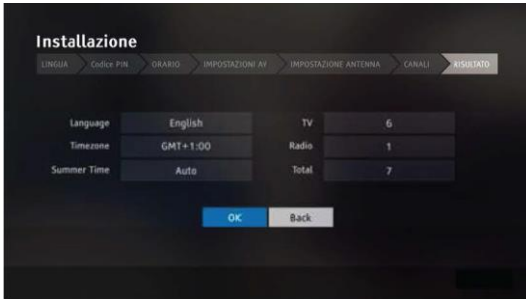 Installazione
LINGUA Codice PIN ORARIO IMPOSTAZIONI AV IMPOSTAZIONE ANTENNA CANALI RISULTATO
Language English TV 6
Timezone GMT+1:00 Radio 1
Summer Time Auto Total 7
OK Back